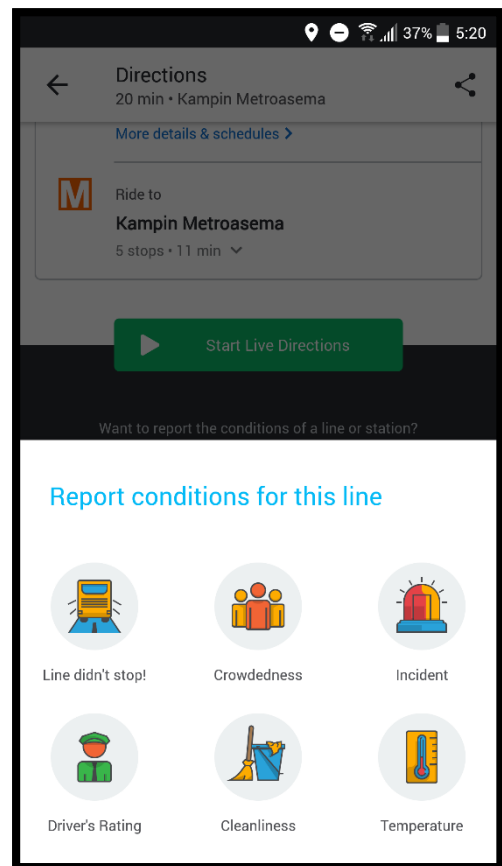 37% 5:20
Directions
20 min • Kampin Metroasema
More details & schedules >
M
Ride to
Kampin Metroasema
5 stops • 11 min
Start Live Directions
Want to report the conditions of a line or station?
Report conditions for this line
Line didn't stop! Crowdedness Incident
Driver's Rating Cleanliness Temperature